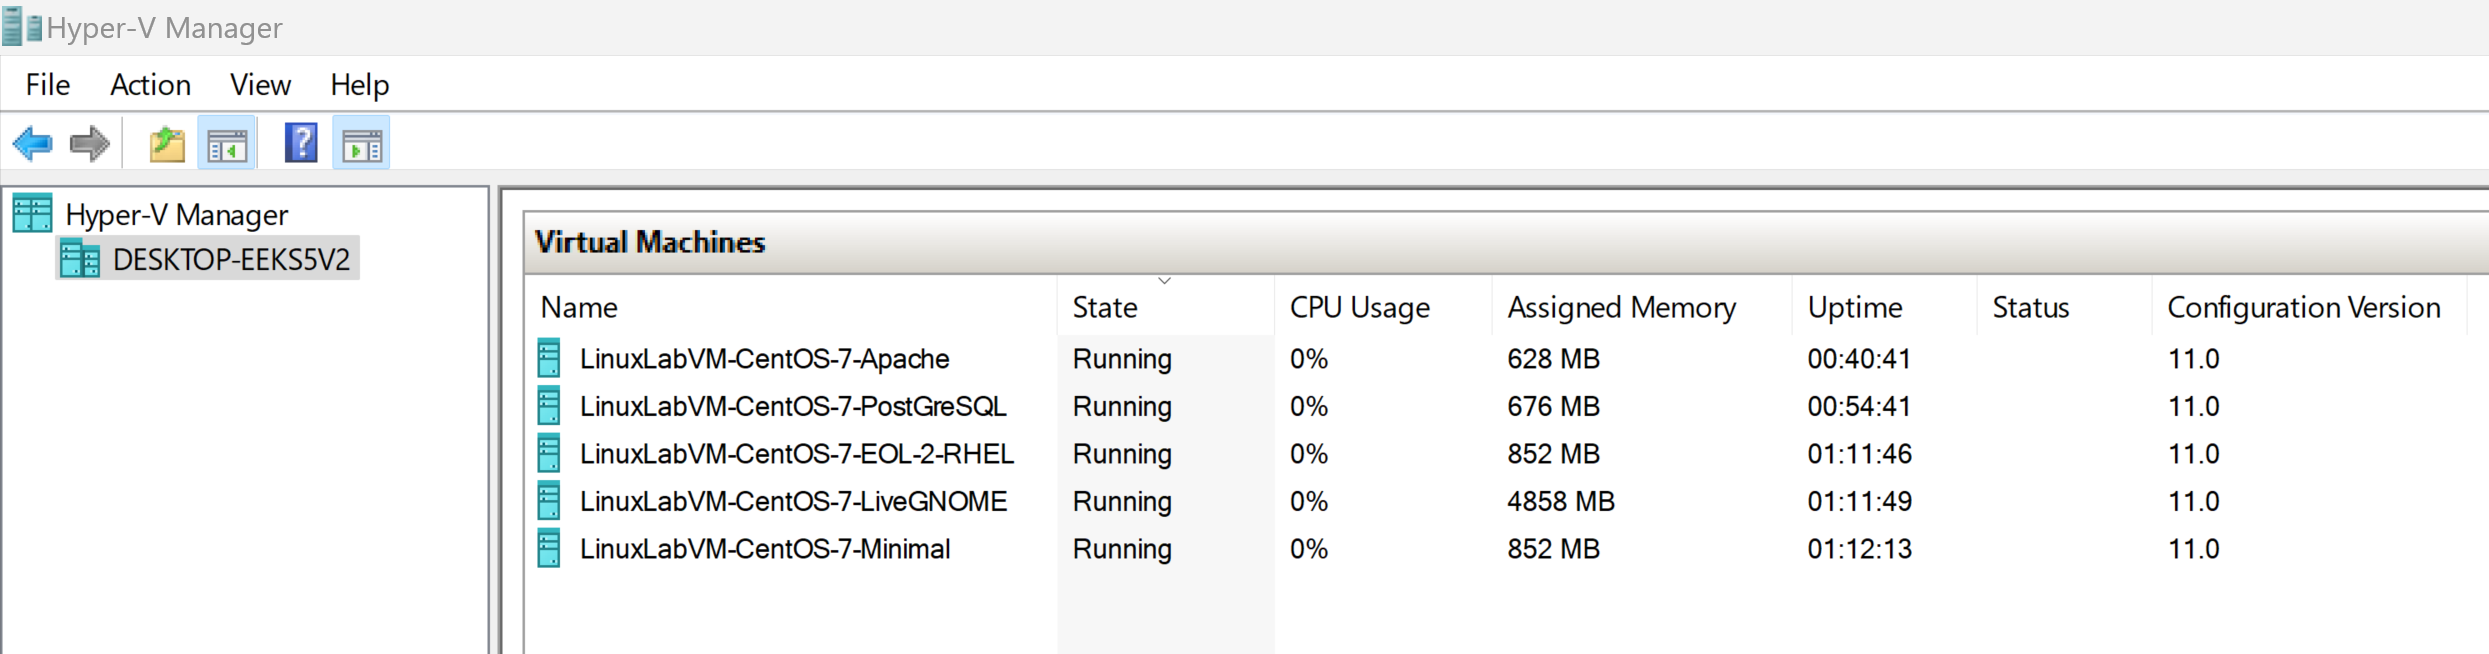 Hyper-V Manager
File Action View Help
Hyper-V Manager
DESKTOP-EEKS5V2
Virtual Machines
Name State CPU Usage Assigned Memory Uptime Status Configuration Version
LinuxLabVM-CentOS-7-Apache Running 0% 628 MB 00:40:41 11.0
LinuxLabVM-CentOS-7-PostGreSQL Running 0% 676 MB 00:54:41 11.0
LinuxLabVM-CentOS-7-EOL-2-RHEL Running 0% 852 MB 01:11:46 11.0
LinuxLabVM-CentOS-7-LiveGNOME Running 0% 4858 MB 01:11:49 11.0
LinuxLabVM-CentOS-7-Minimal Running 0% 852 MB 01:12:13 11.0